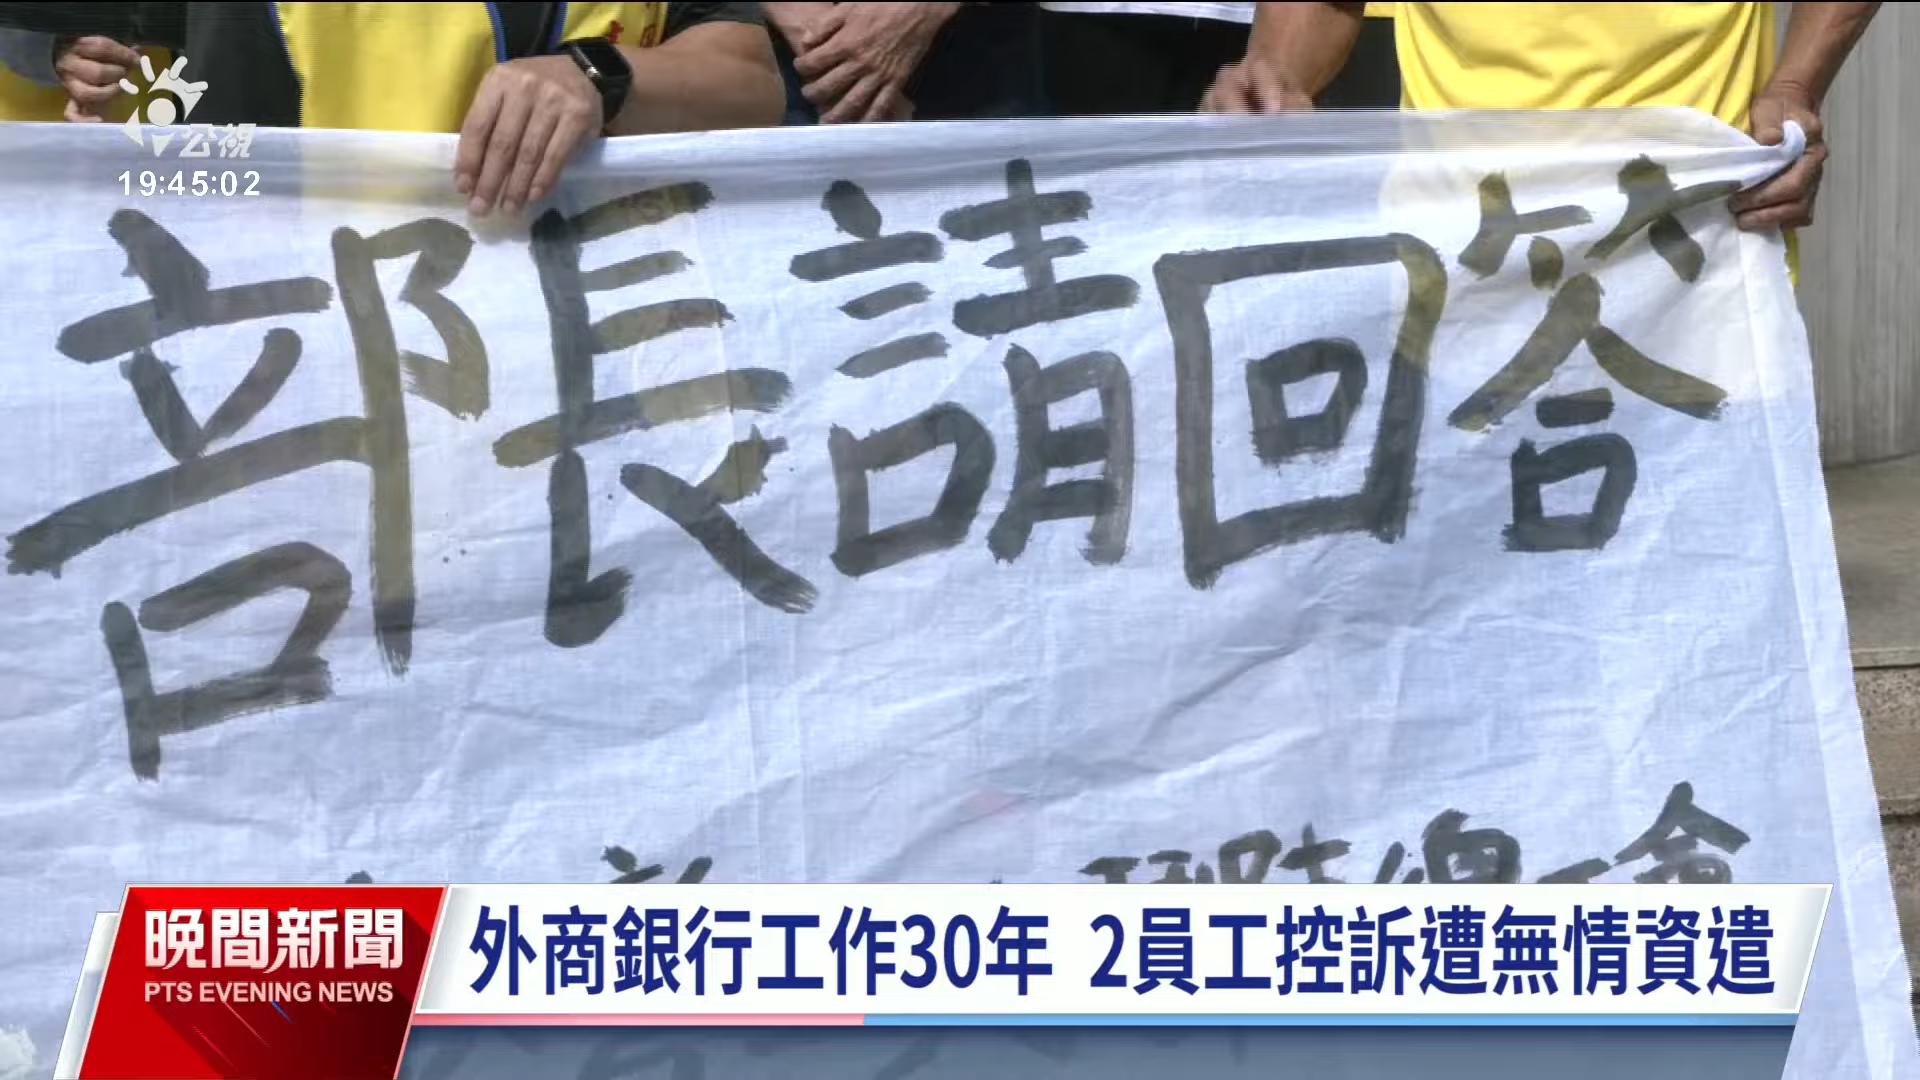 公視
19:45:02
部長請回答
晚間新聞
PTS EVENING NEWS
外商銀行工作30年 2員工控訴遭無情資遣